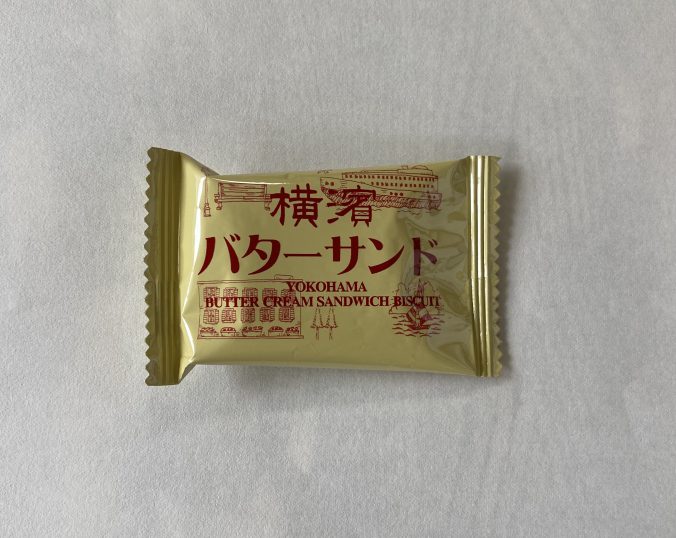 横濱
バターサンド
YOKOHAMA
BUTTER CREAM SANDWICH BISCUIT